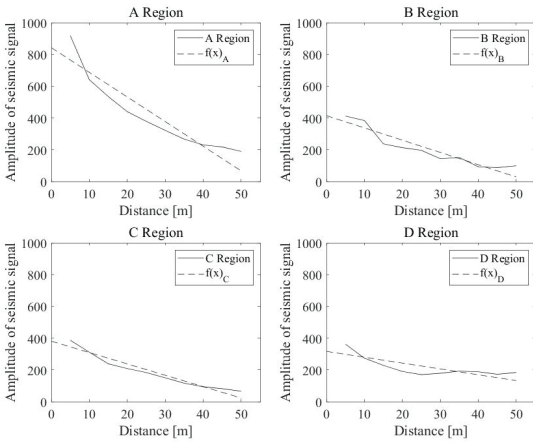 A Region
1000
800
600
400
200
0
Amplitude of seismic signal
A Region
f(x)A
0 10 20 30 40 50
Distance [m]
B Region
1000
800
600
400
200
0
Amplitude of seismic signal
B Region
f(x)B
0 10 20 30 40 50
Distance [m]
C Region
1000
800
600
400
200
0
Amplitude of seismic signal
C Region
f(x)C
0 10 20 30 40 50
Distance [m]
D Region
1000
800
600
400
200
0
Amplitude of seismic signal
D Region
f(x)D
0 10 20 30 40 50
Distance [m]